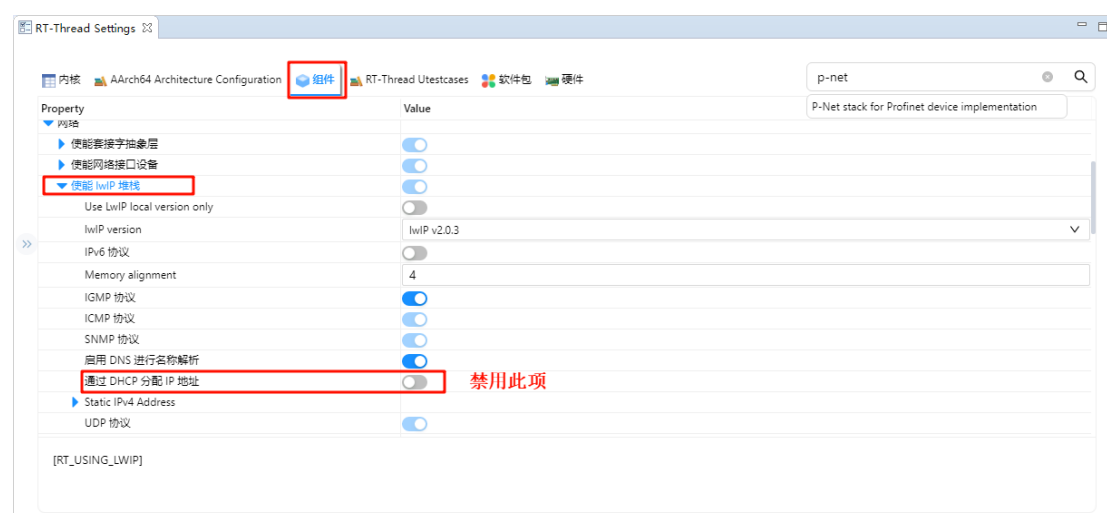 RT-Thread Settings
内核 AArch64 Architecture Configuration 组件 RT-Thread Utestcases 软件包 硬件
p-net
P-Net stack for Profinet device implementation
Property Value
网络
使能套接字抽象层
使能网络接口设备
使能 lwIP 堆栈
Use LwIP local version only
lwIP version lwIP v2.0.3
IPv6 协议
Memory alignment 4
IGMP 协议
ICMP 协议
SNMP 协议
启用 DNS 进行名称解析
通过 DHCP 分配 IP 地址 禁用此项
Static IPv4 Address
UDP 协议
[RT_USING_LWIP]